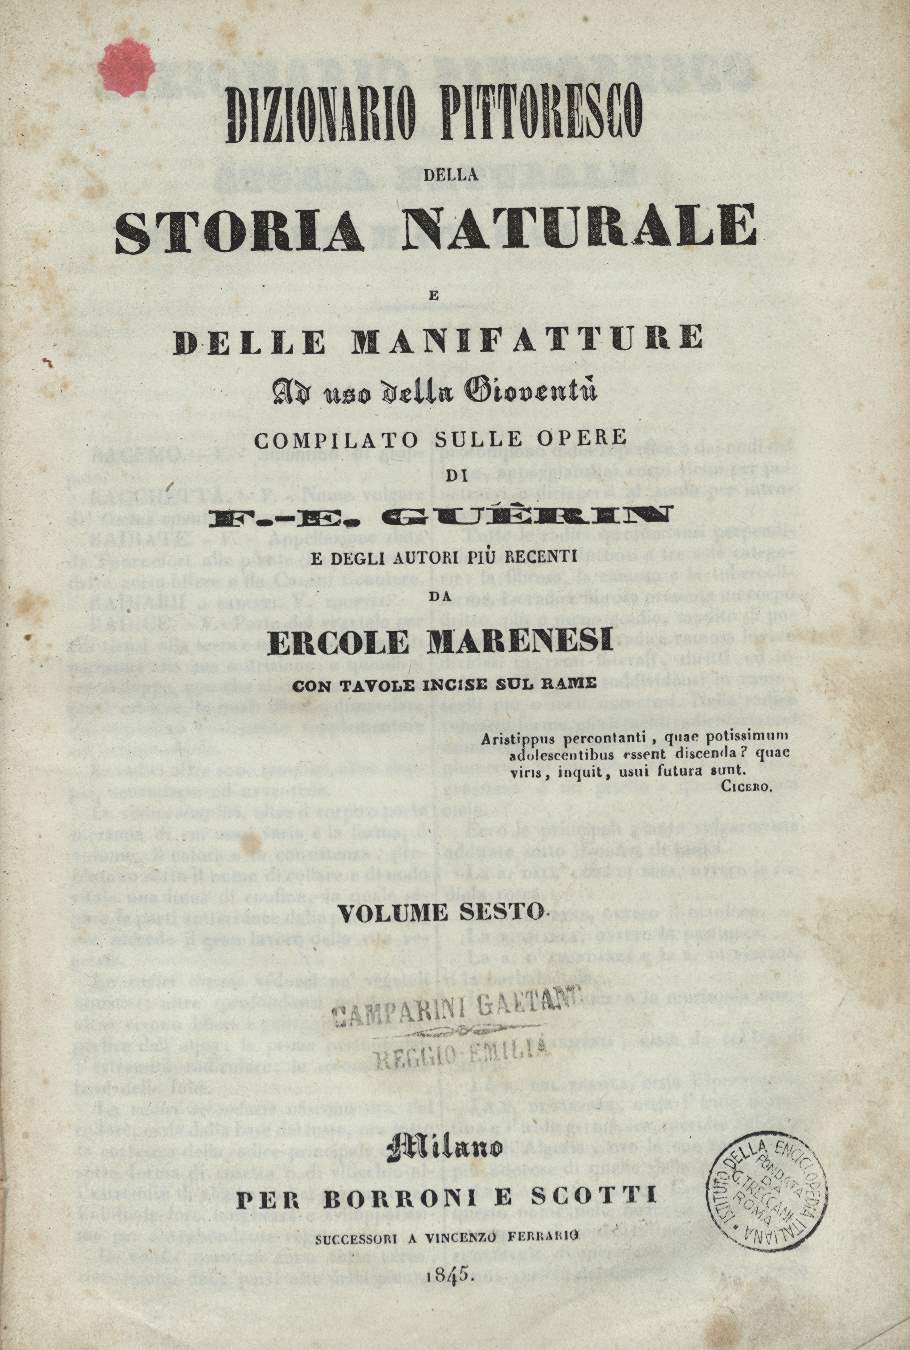 DIZIONARIO PITTORESCO
DELLA
STORIA NATURALE
E
DELLE MANIFATTURE
Ad uso della Gioventù
COMPILATO SULLE OPERE
DI
F.-E. GUÉRIN
E DEGLI AUTORI PIÙ RECENTI
DA
ERCOLE MARENESI
CON TAVOLE INCISE SUL RAME
Aristippus percontanti, quae potissimum
adolescentibus essent discenda? quae
viris, inquit, usui futura sunt.
CICERO.
VOLUME SESTO.
CAMPARINI GAETANO
REGGIO-EMILIA
Milano
PER BORRONI E SCOTTI
SUCCESSORI A VINCENZO FERRARIO
1845.
ISTITUTO DELLA ENCICLOPEDIA ITALIANA
FONDATA
DA
G. TRECCANI
ROMA